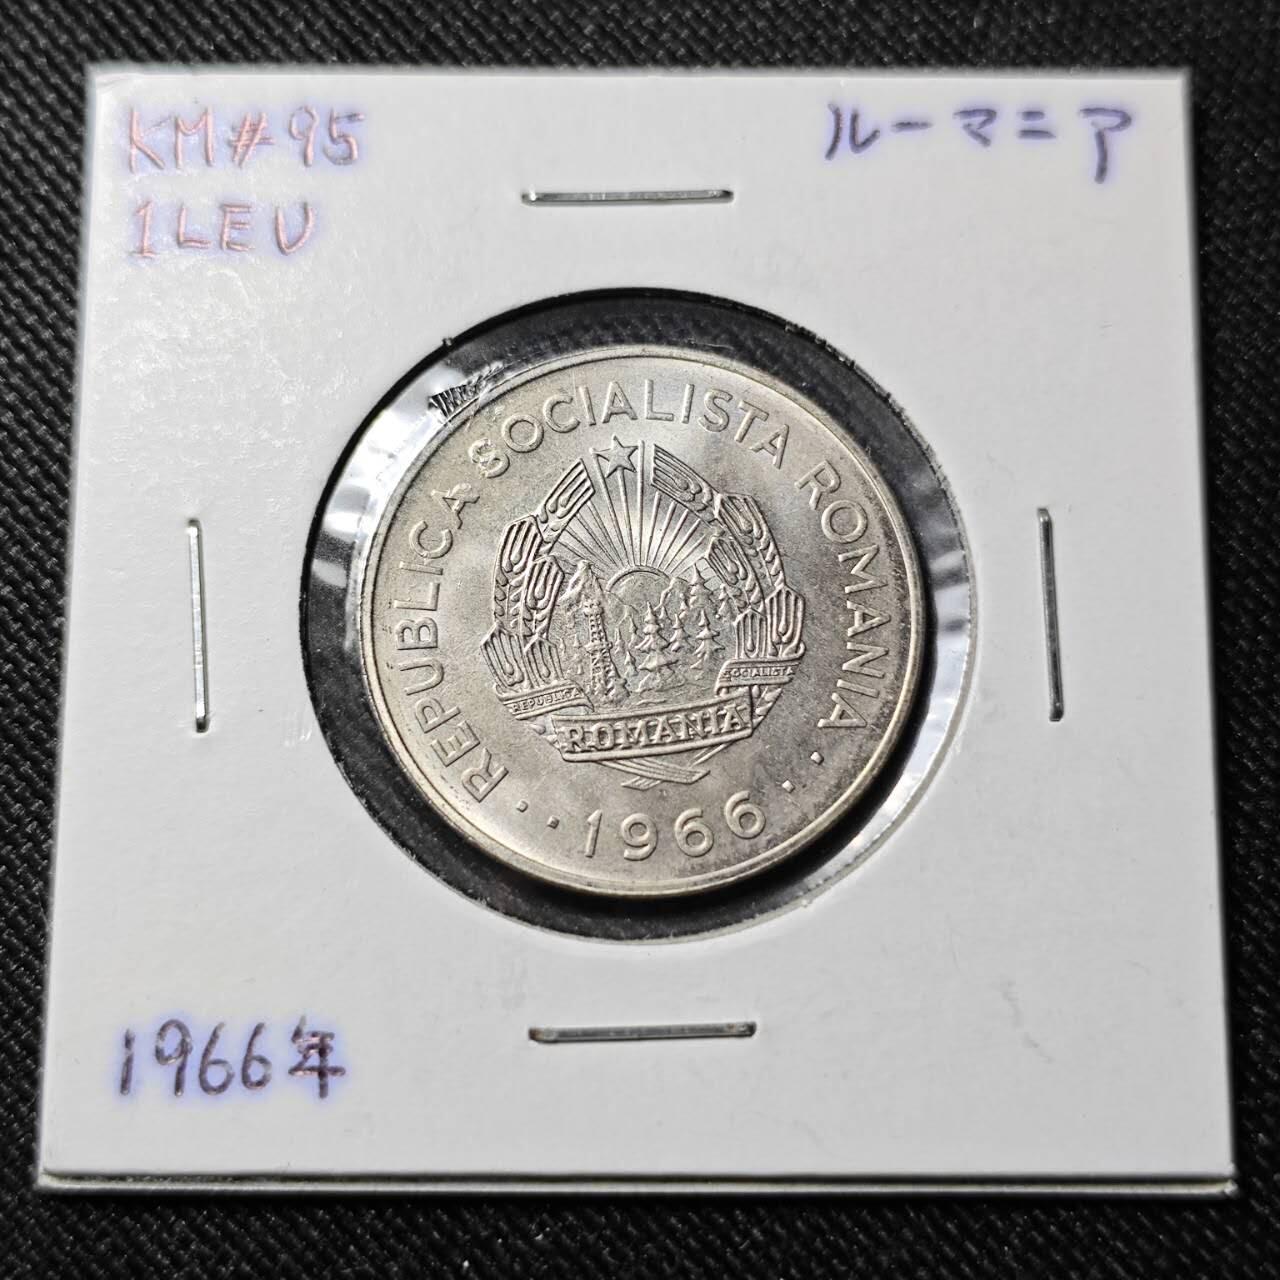 KM#95
1LEU
ルーマニア
REPUBLICA SOCIALISTA ROMANIA
REPUBLICA
SOCIALISTA
ROMANIA
1966
1966年